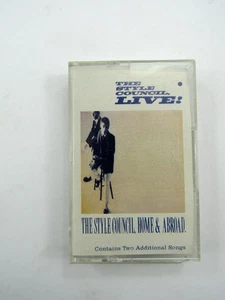 THE
STYLE
COUNCIL.
LIVE!
THE STYLE COUNCIL. HOME & ABROAD.
Contains Two Additional Songs